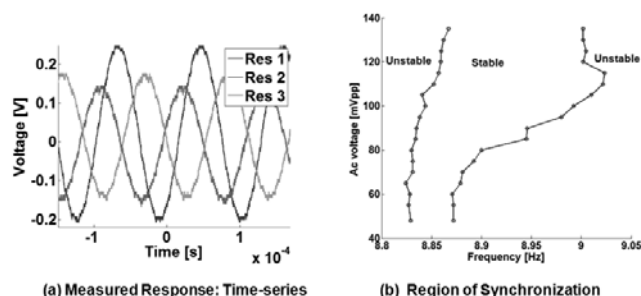 0.2
0.1
0
-0.1
-0.2
Voltage [V]
Res 1
Res 2
Res 3
-1 0 1
Time [s]
x 10⁻⁴
(a) Measured Response: Time-series
140
120
100
80
60
40
Ac voltage [mVpp]
Unstable
Stable
Unstable
8.8 8.85 8.9 8.95 9 9.05
Frequency [Hz]
(b) Region of Synchronization